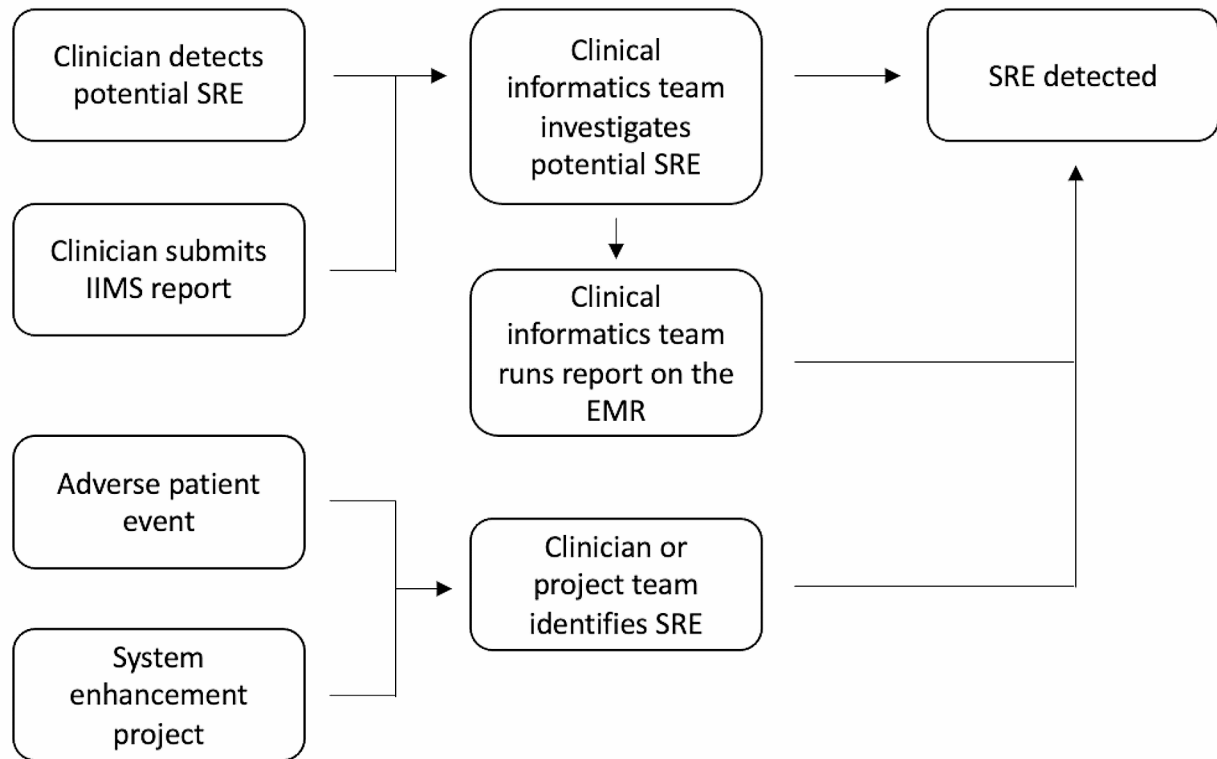 Clinician detects
potential SRE
Clinical
informatics team
investigates
potential SRE
SRE detected
Clinician submits
IIMS report
Clinical
informatics team
runs report on the
EMR
Adverse patient
event
Clinician or
project team
identifies SRE
System
enhancement
project